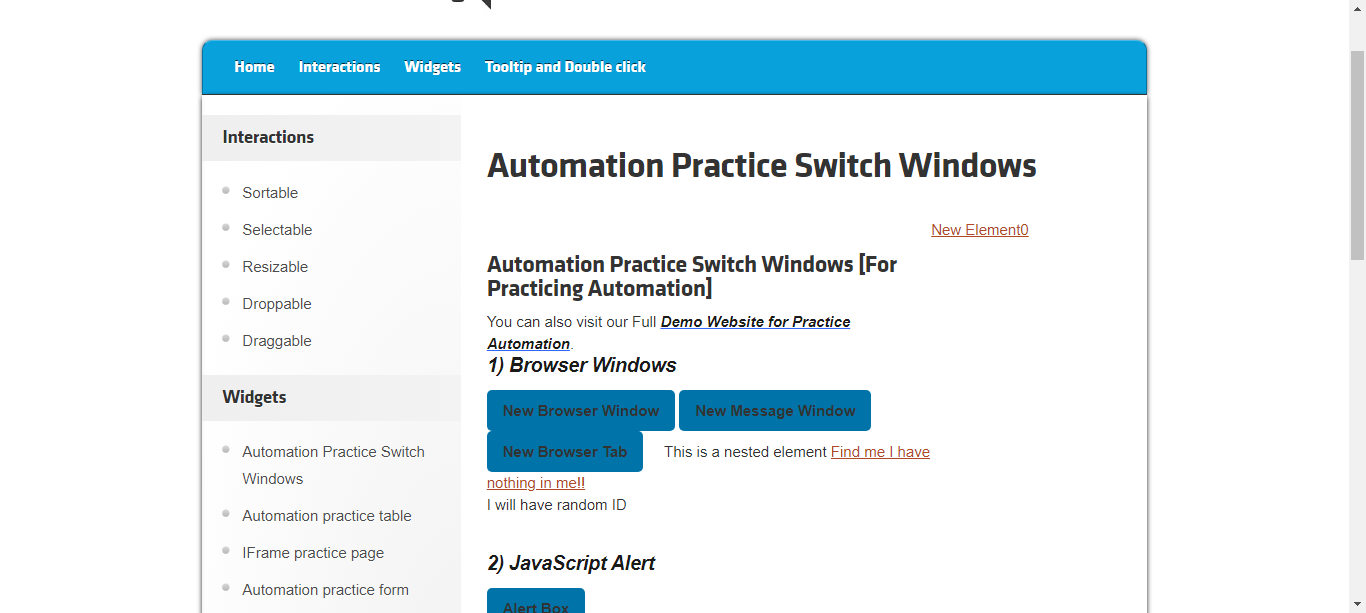 Home Interactions Widgets Tooltip and Double click
Interactions
Sortable
Selectable
Resizable
Droppable
Draggable
Widgets
Automation Practice Switch
Windows
Automation practice table
IFrame practice page
Automation practice form
Automation Practice Switch Windows
New Element0
Automation Practice Switch Windows [For
Practicing Automation]
You can also visit our Full Demo Website for Practice
Automation.
1) Browser Windows
New Browser Window New Message Window
New Browser Tab This is a nested element Find me I have
nothing in me!!
I will have random ID
2) JavaScript Alert
Alert Box